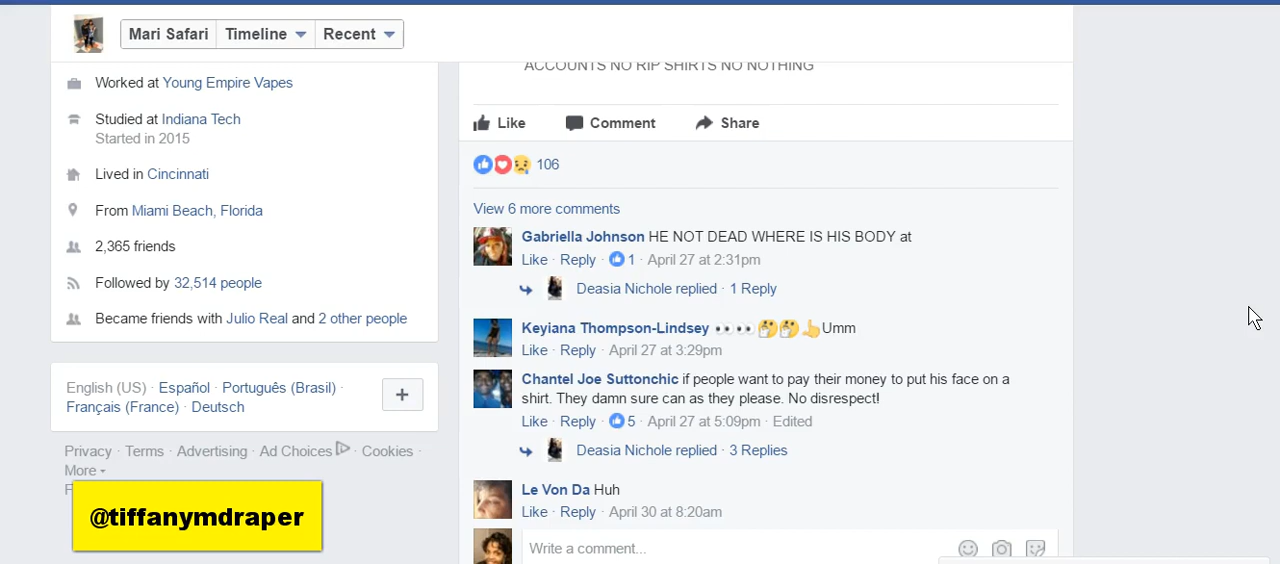 Mari Safari Timeline Recent
ACCOUNTS NO RIP SHIRTS NO NOTHING
Worked at Young Empire Vapes
Studied at Indiana Tech
Started in 2015
Lived in Cincinnati
From Miami Beach, Florida
2,365 friends
Followed by 32,514 people
Became friends with Julio Real and 2 other people
English (US) · Español · Português (Brasil) ·
Français (France) · Deutsch
+
Privacy · Terms · Advertising · Ad Choices · Cookies ·
More
@tiffanymdraper
Like Comment Share
106
View 6 more comments
Gabriella Johnson HE NOT DEAD WHERE IS HIS BODY at
Like · Reply · 1 · April 27 at 2:31pm
Deasia Nichole replied · 1 Reply
Keyiana Thompson-Lindsey 👀👀🤔🤔👆Umm
Like · Reply · April 27 at 3:29pm
Chantel Joe Suttonchic if people want to pay their money to put his face on a
shirt. They damn sure can as they please. No disrespect!
Like · Reply · 5 · April 27 at 5:09pm · Edited
Deasia Nichole replied · 3 Replies
Le Von Da Huh
Like · Reply · April 30 at 8:20am
Write a comment...